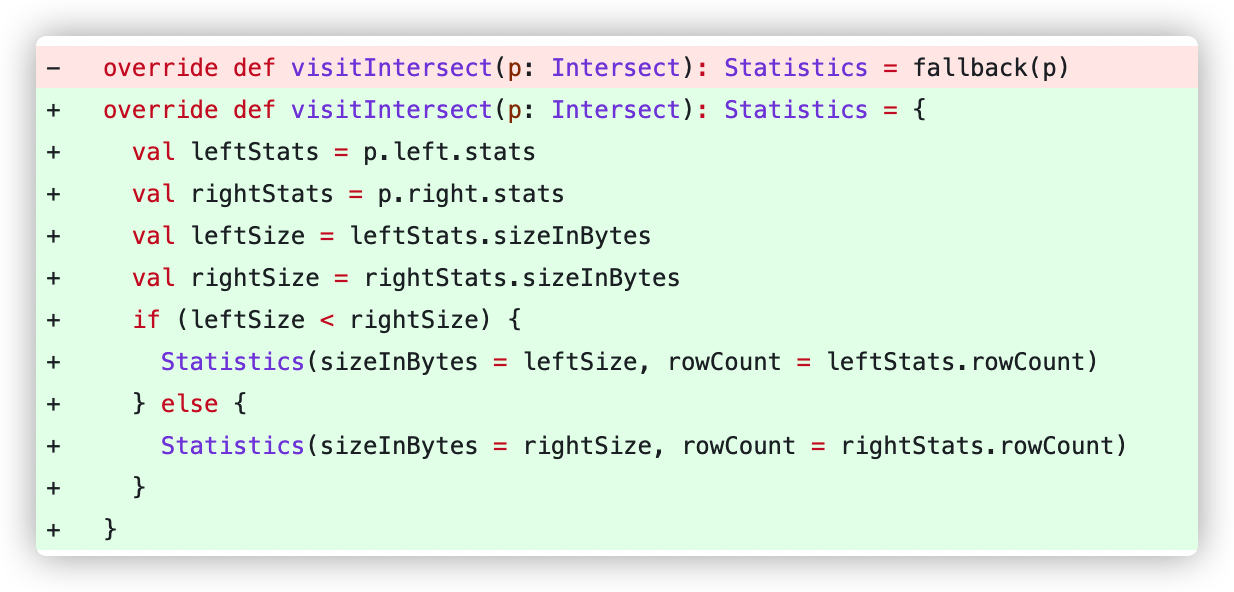 -   override def visitIntersect(p: Intersect): Statistics = fallback(p)
+   override def visitIntersect(p: Intersect): Statistics = {
+     val leftStats = p.left.stats
+     val rightStats = p.right.stats
+     val leftSize = leftStats.sizeInBytes
+     val rightSize = rightStats.sizeInBytes
+     if (leftSize < rightSize) {
+       Statistics(sizeInBytes = leftSize, rowCount = leftStats.rowCount)
+     } else {
+       Statistics(sizeInBytes = rightSize, rowCount = rightStats.rowCount)
+     }
+   }